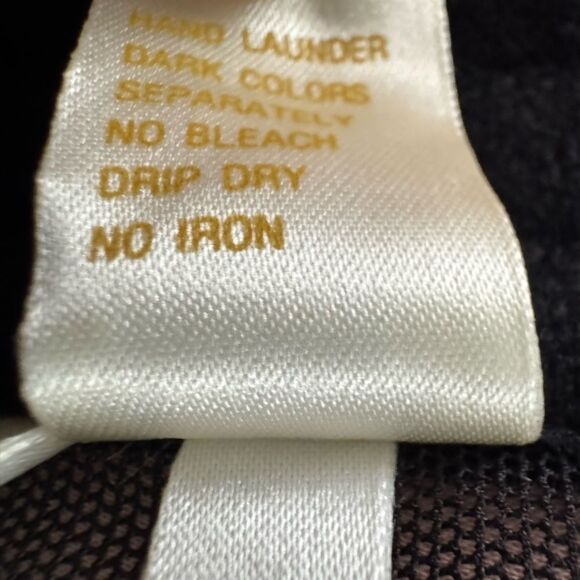 HAND LAUNDER
DARK COLORS
SEPARATELY
NO BLEACH
DRIP DRY
NO IRON